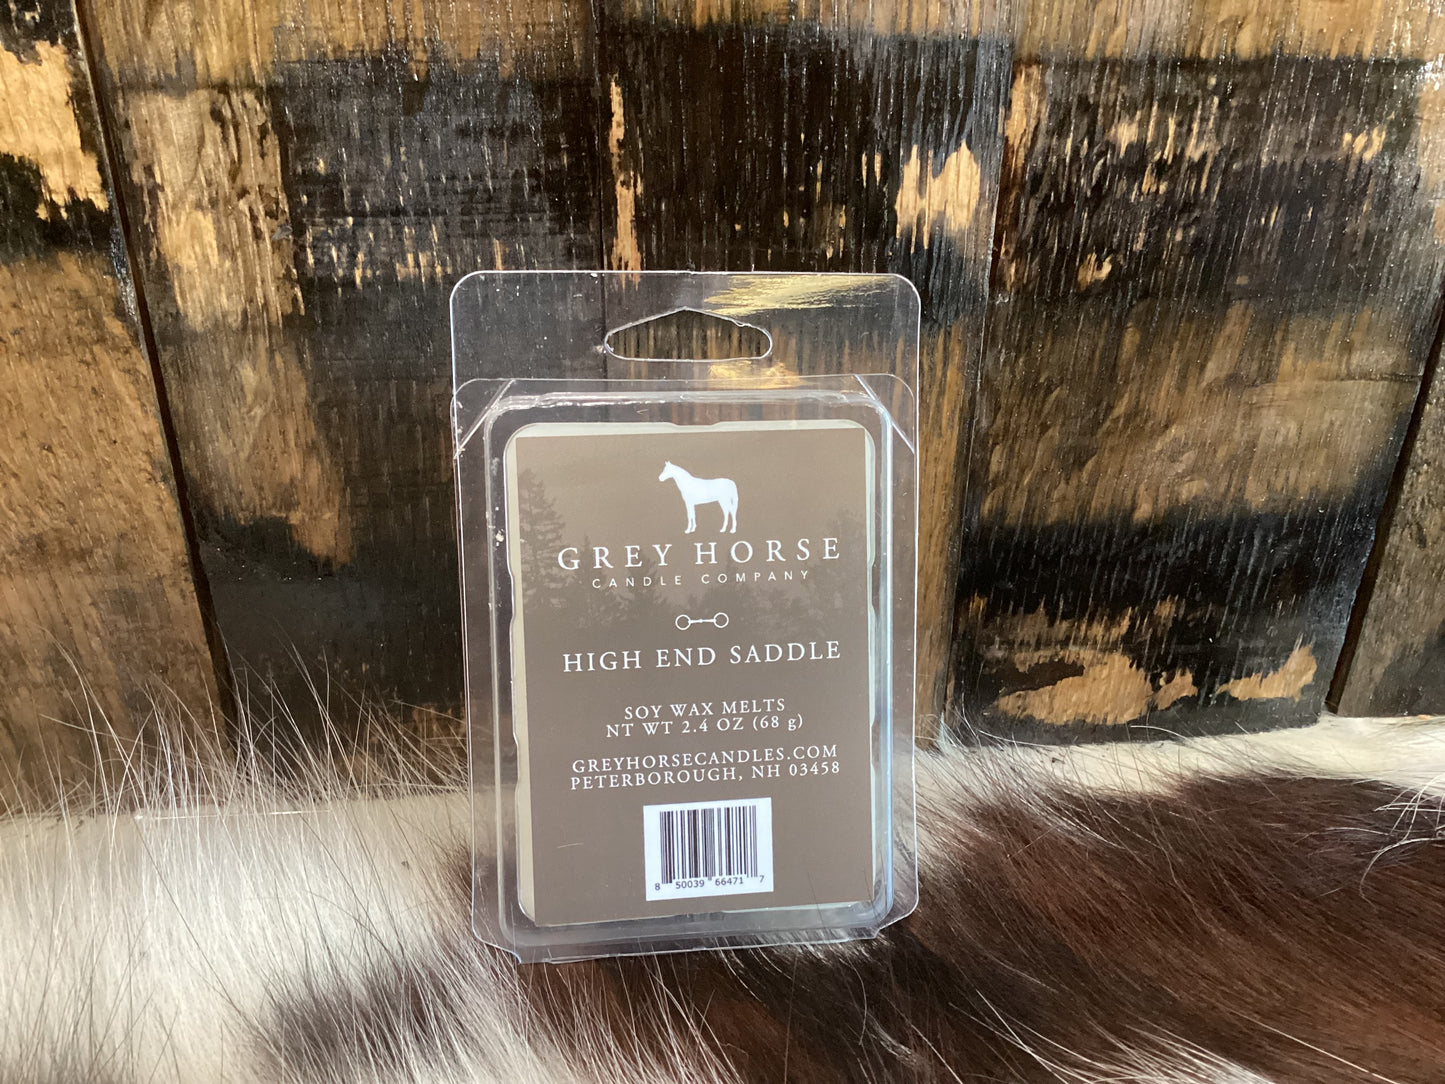 GREY HORSE
CANDLE COMPANY
HIGH END SADDLE
SOY WAX MELTS
NT WT 2.4 OZ (68 g)
GREYHORSECANDLES.COM
PETERBOROUGH, NH 03458
8 50039 66471 7